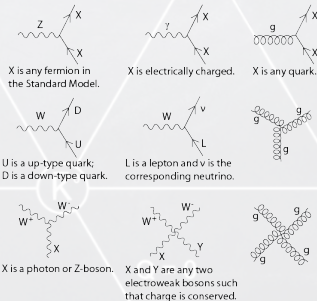 Z
X
X
X is any fermion in
the Standard Model.
γ
X
X
X is electrically charged.
g
X
X
X is any quark.
W
D
U
U is a up-type quark;
D is a down-type quark.
W
ν
L
L is a lepton and ν is the
corresponding neutrino.
g
g
g
W⁺
W⁻
X
X is a photon or Z-boson.
W⁺
W⁻
X
Y
X and Y are any two
electroweak bosons such
that charge is conserved.
g
g
g
g